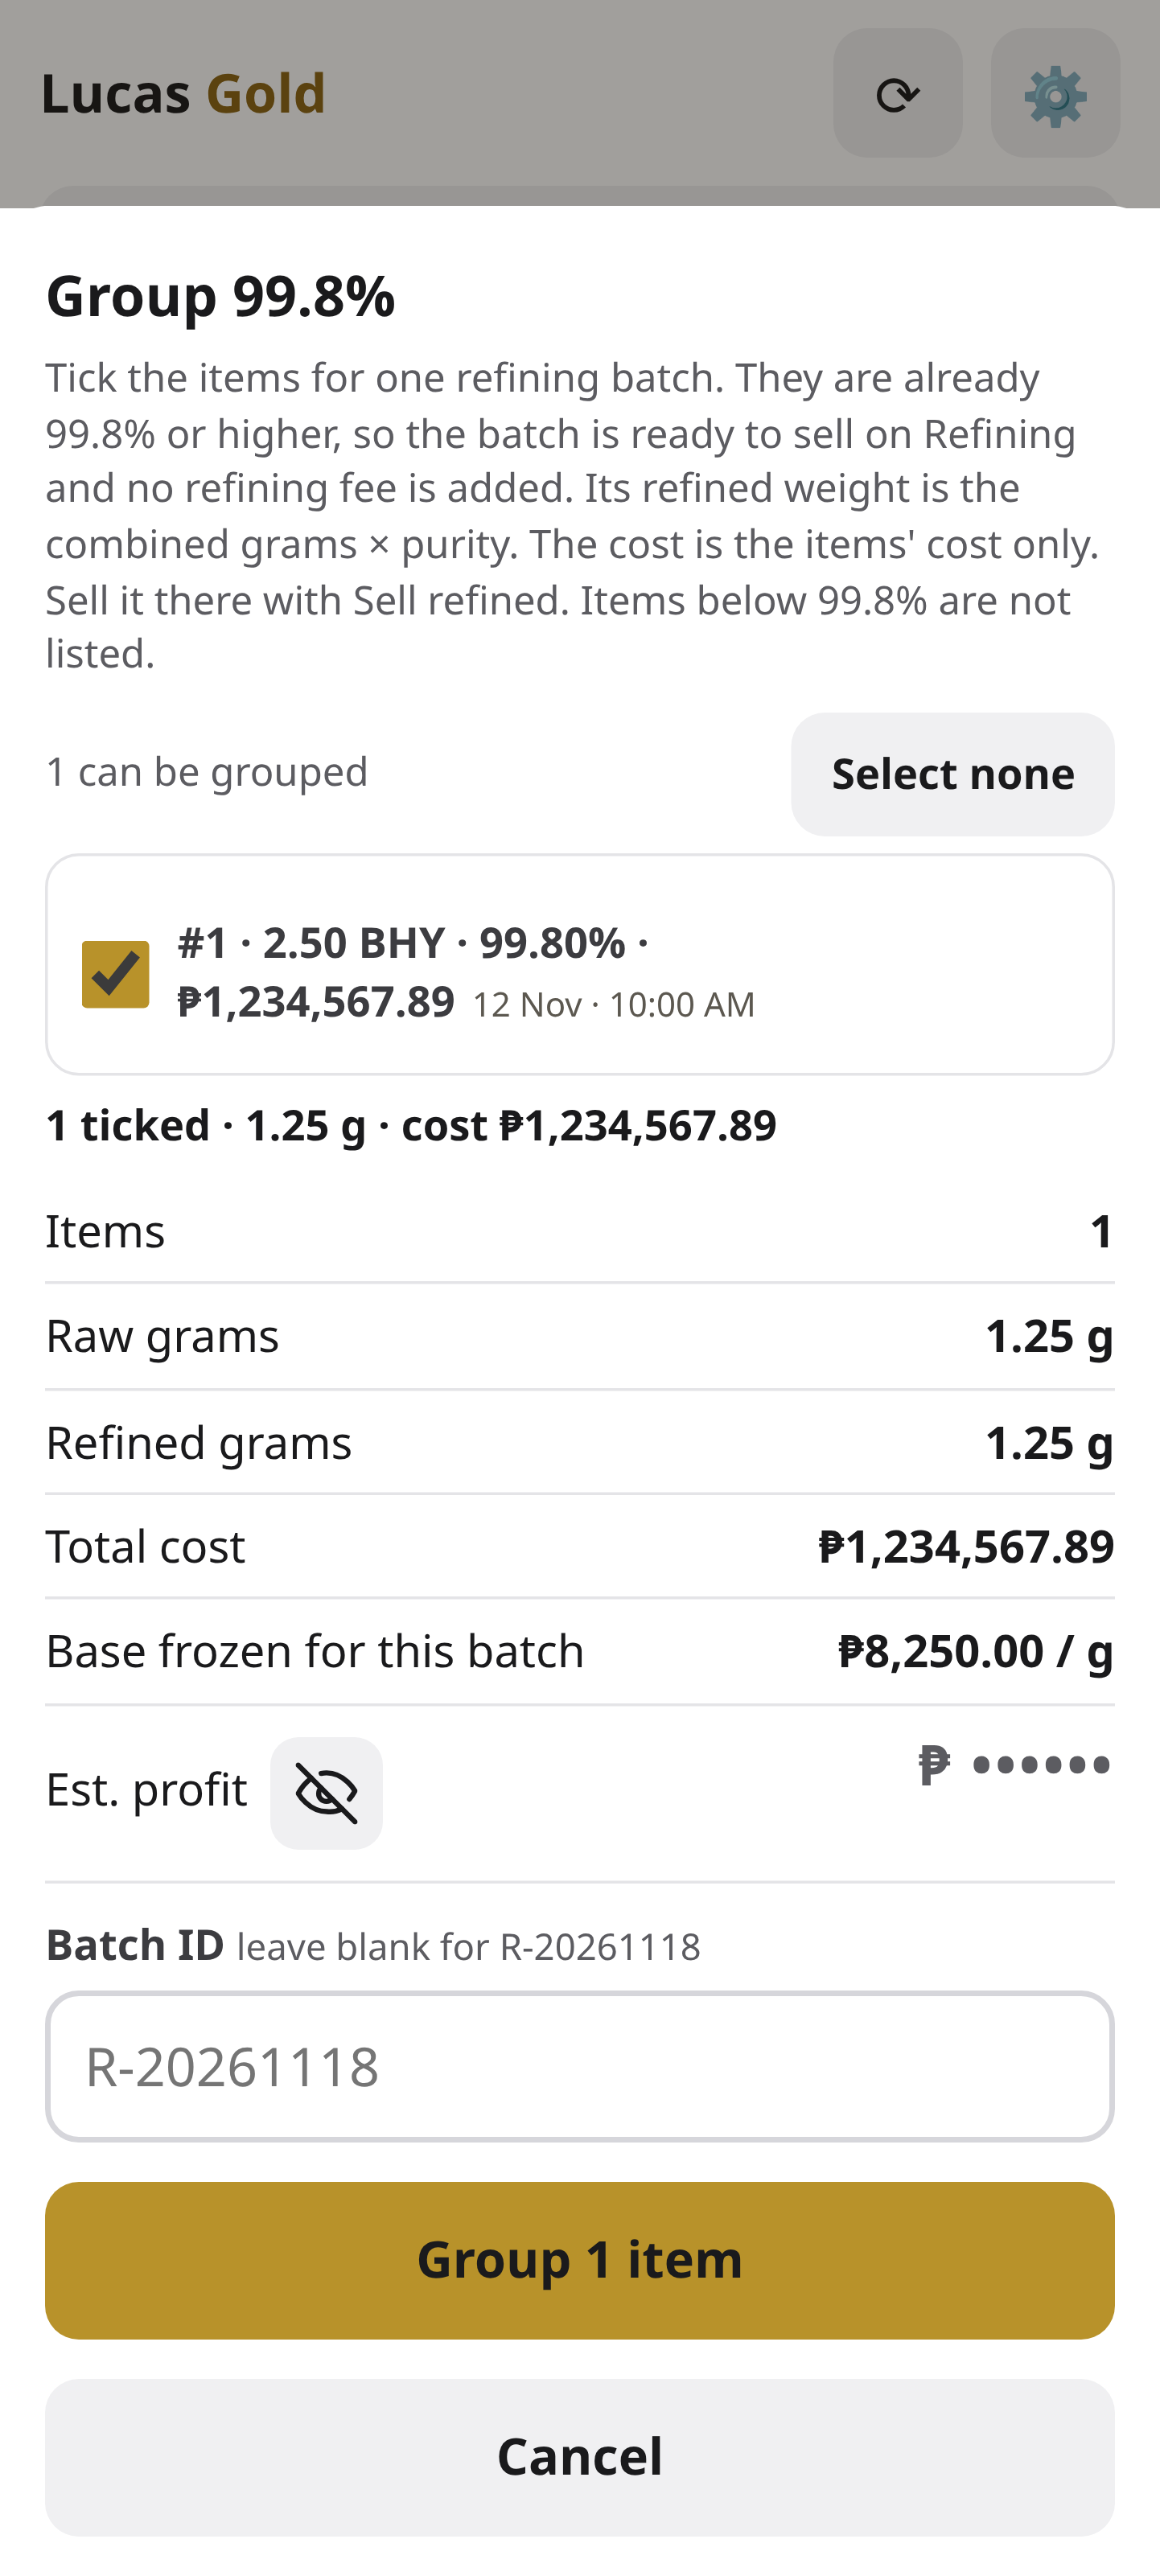 Lucas Gold
Group 99.8%
Tick the items for one refining batch. They are already
99.8% or higher, so the batch is ready to sell on Refining
and no refining fee is added. Its refined weight is the
combined grams × purity. The cost is the items' cost only.
Sell it there with Sell refined. Items below 99.8% are not
listed.
1 can be grouped
Select none
#1 · 2.50 BHY · 99.80% ·
₱1,234,567.89 12 Nov · 10:00 AM
1 ticked · 1.25 g · cost ₱1,234,567.89
Items 1
Raw grams 1.25 g
Refined grams 1.25 g
Total cost ₱1,234,567.89
Base frozen for this batch ₱8,250.00 / g
Est. profit ₱ ••••••
Batch ID leave blank for R-20261118
R-20261118
Group 1 item
Cancel